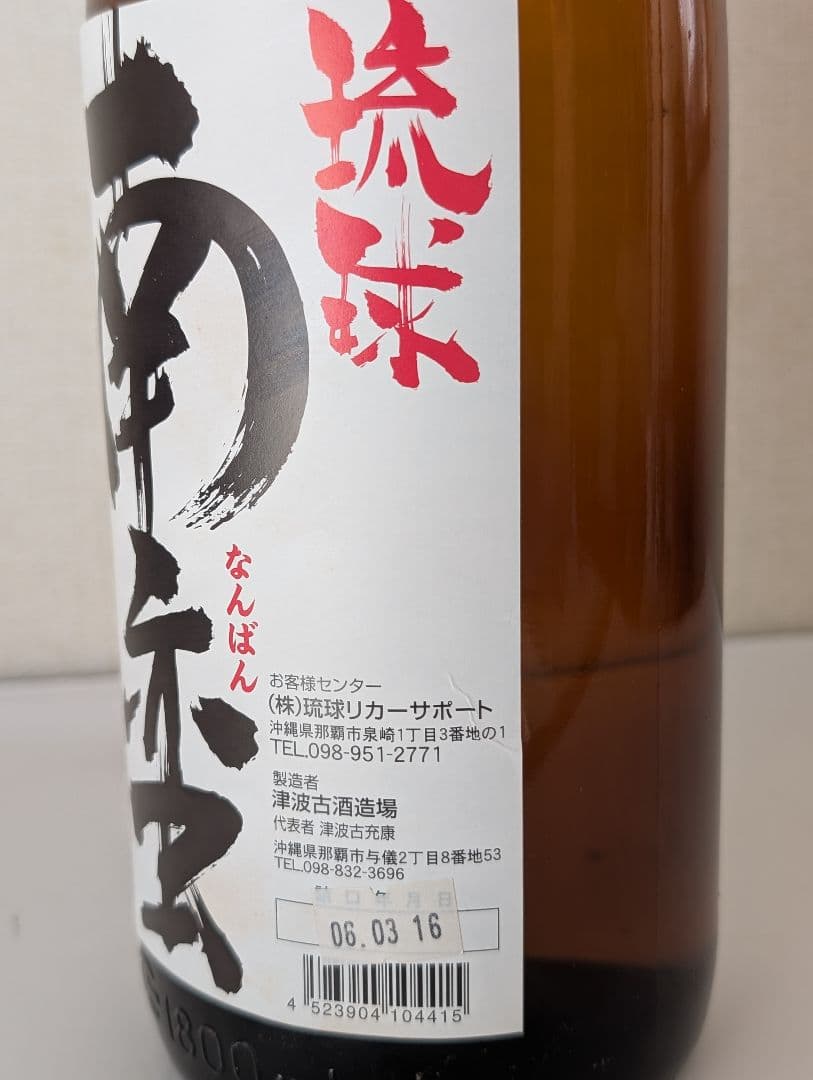 琉球
南蛮
なんばん
お客様センター
(株)琉球リカーサポート
沖縄県那覇市泉崎1丁目3番地の1
TEL.098-951-2771
製造者
津波古酒造場
代表者 津波古充康
沖縄県那覇市与儀2丁目8番地53
TEL.098-832-3696
詰口年月日
06.03 16
4 523904 104415
1800